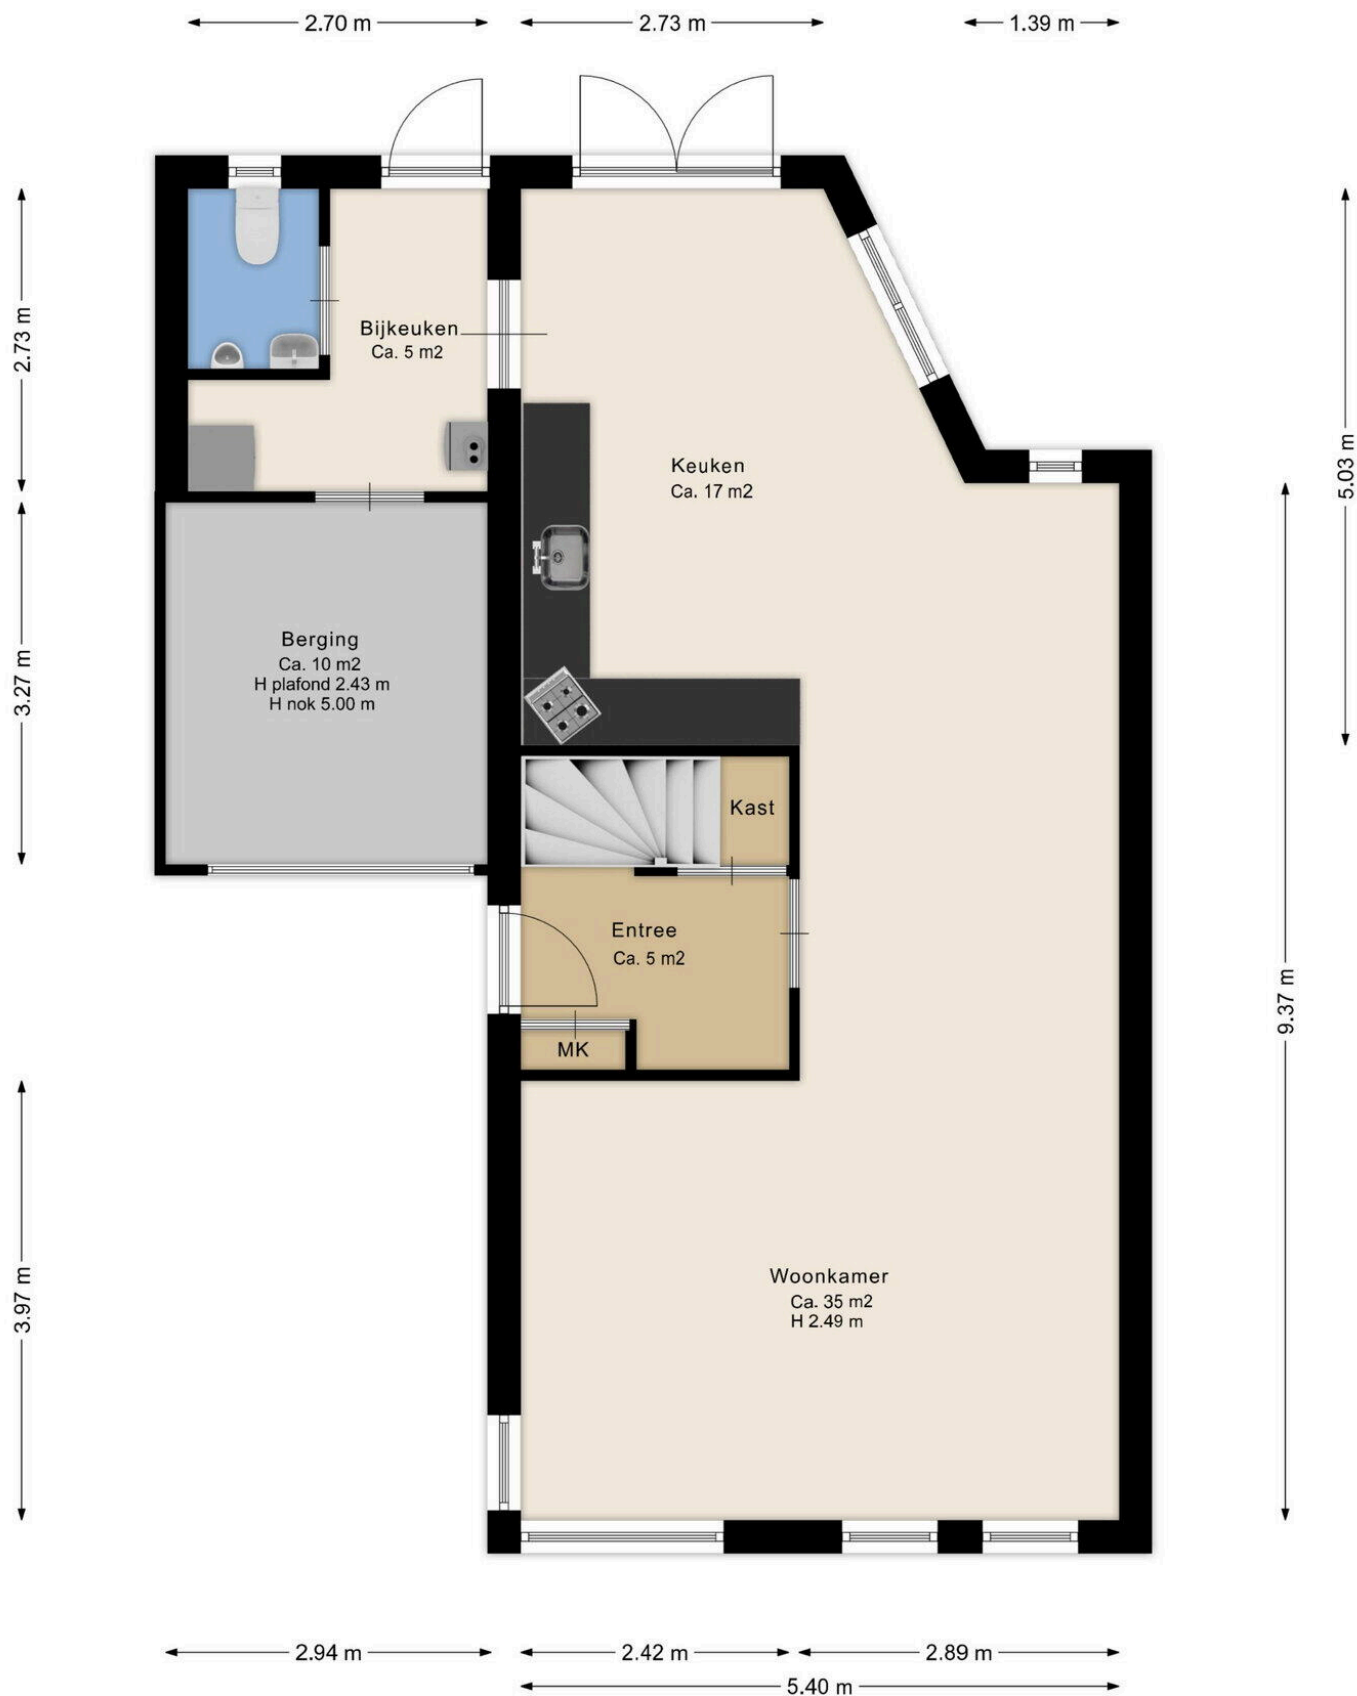 2.70 m
2.73 m
1.39 m
2.73 m
Bijkeuken
Ca. 5 m2
Keuken
Ca. 17 m2
5.03 m
Berging
Ca. 10 m2
H plafond 2.43 m
H nok 5.00 m
3.27 m
Kast
Entree
Ca. 5 m2
MK
9.37 m
3.97 m
Woonkamer
Ca. 35 m2
H 2.49 m
2.94 m
2.42 m
2.89 m
5.40 m